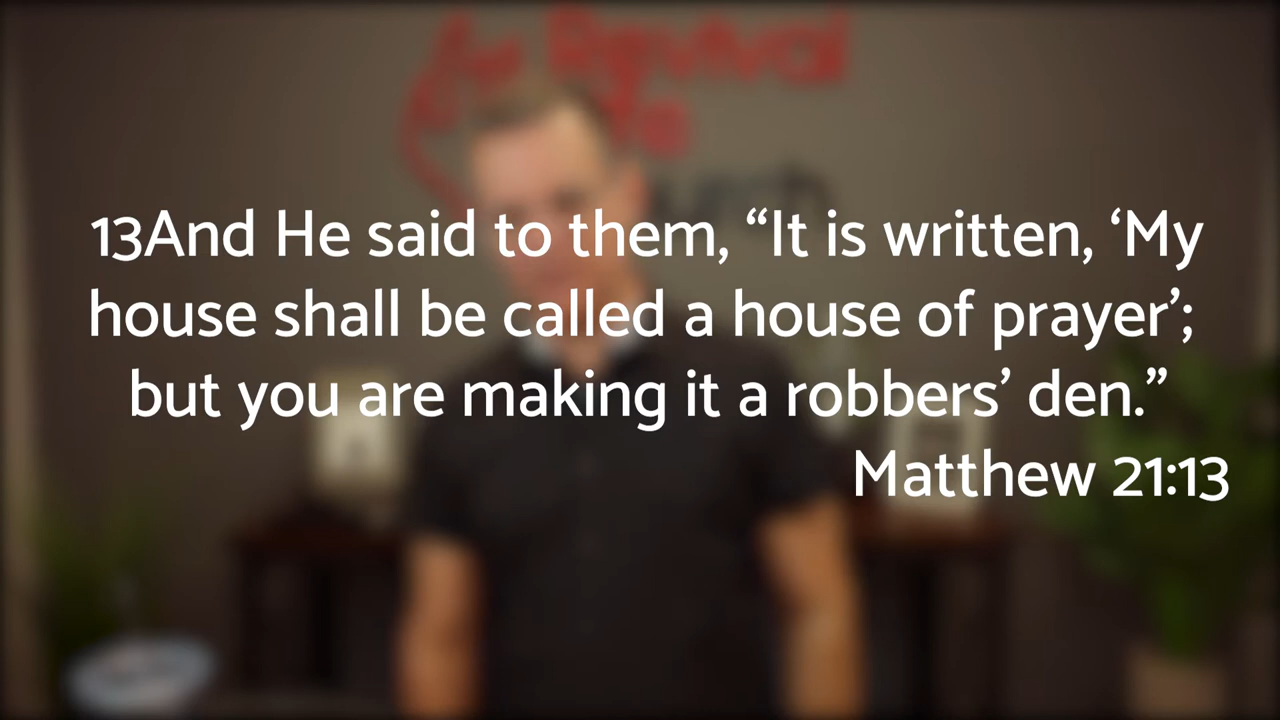 Revival
13And He said to them, “It is written, ‘My
house shall be called a house of prayer’;
but you are making it a robbers’ den.”
Matthew 21:13